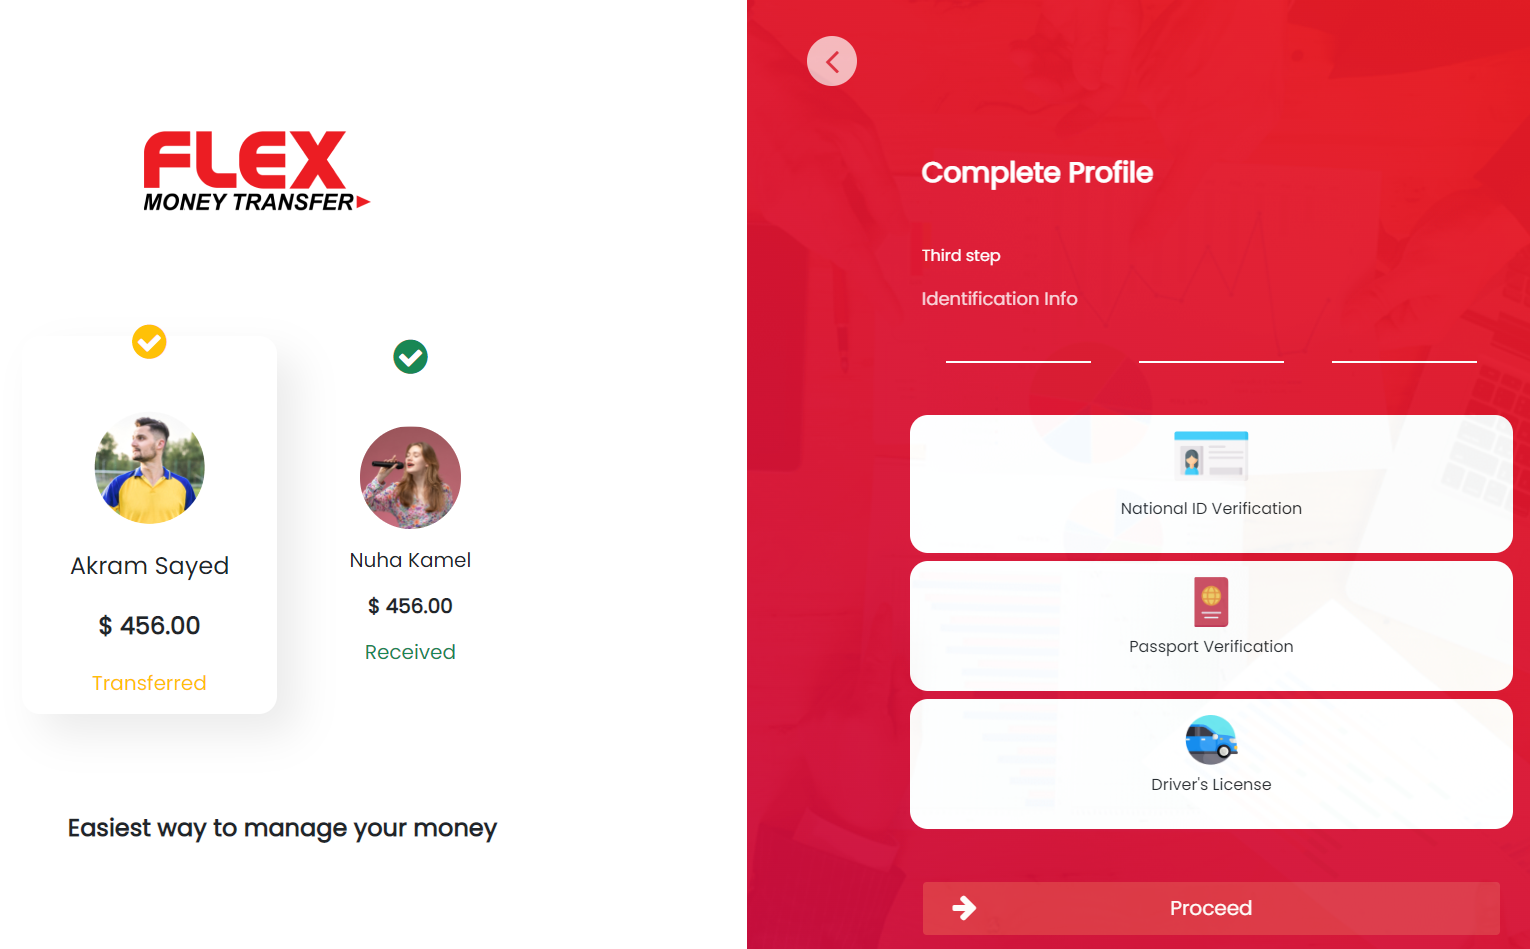 FLEX
MONEY TRANSFER
Akram Sayed
$ 456.00
Transferred
Nuha Kamel
$ 456.00
Received
Easiest way to manage your money
Complete Profile
Third step
Identification Info
National ID Verification
Passport Verification
Driver's License
Proceed